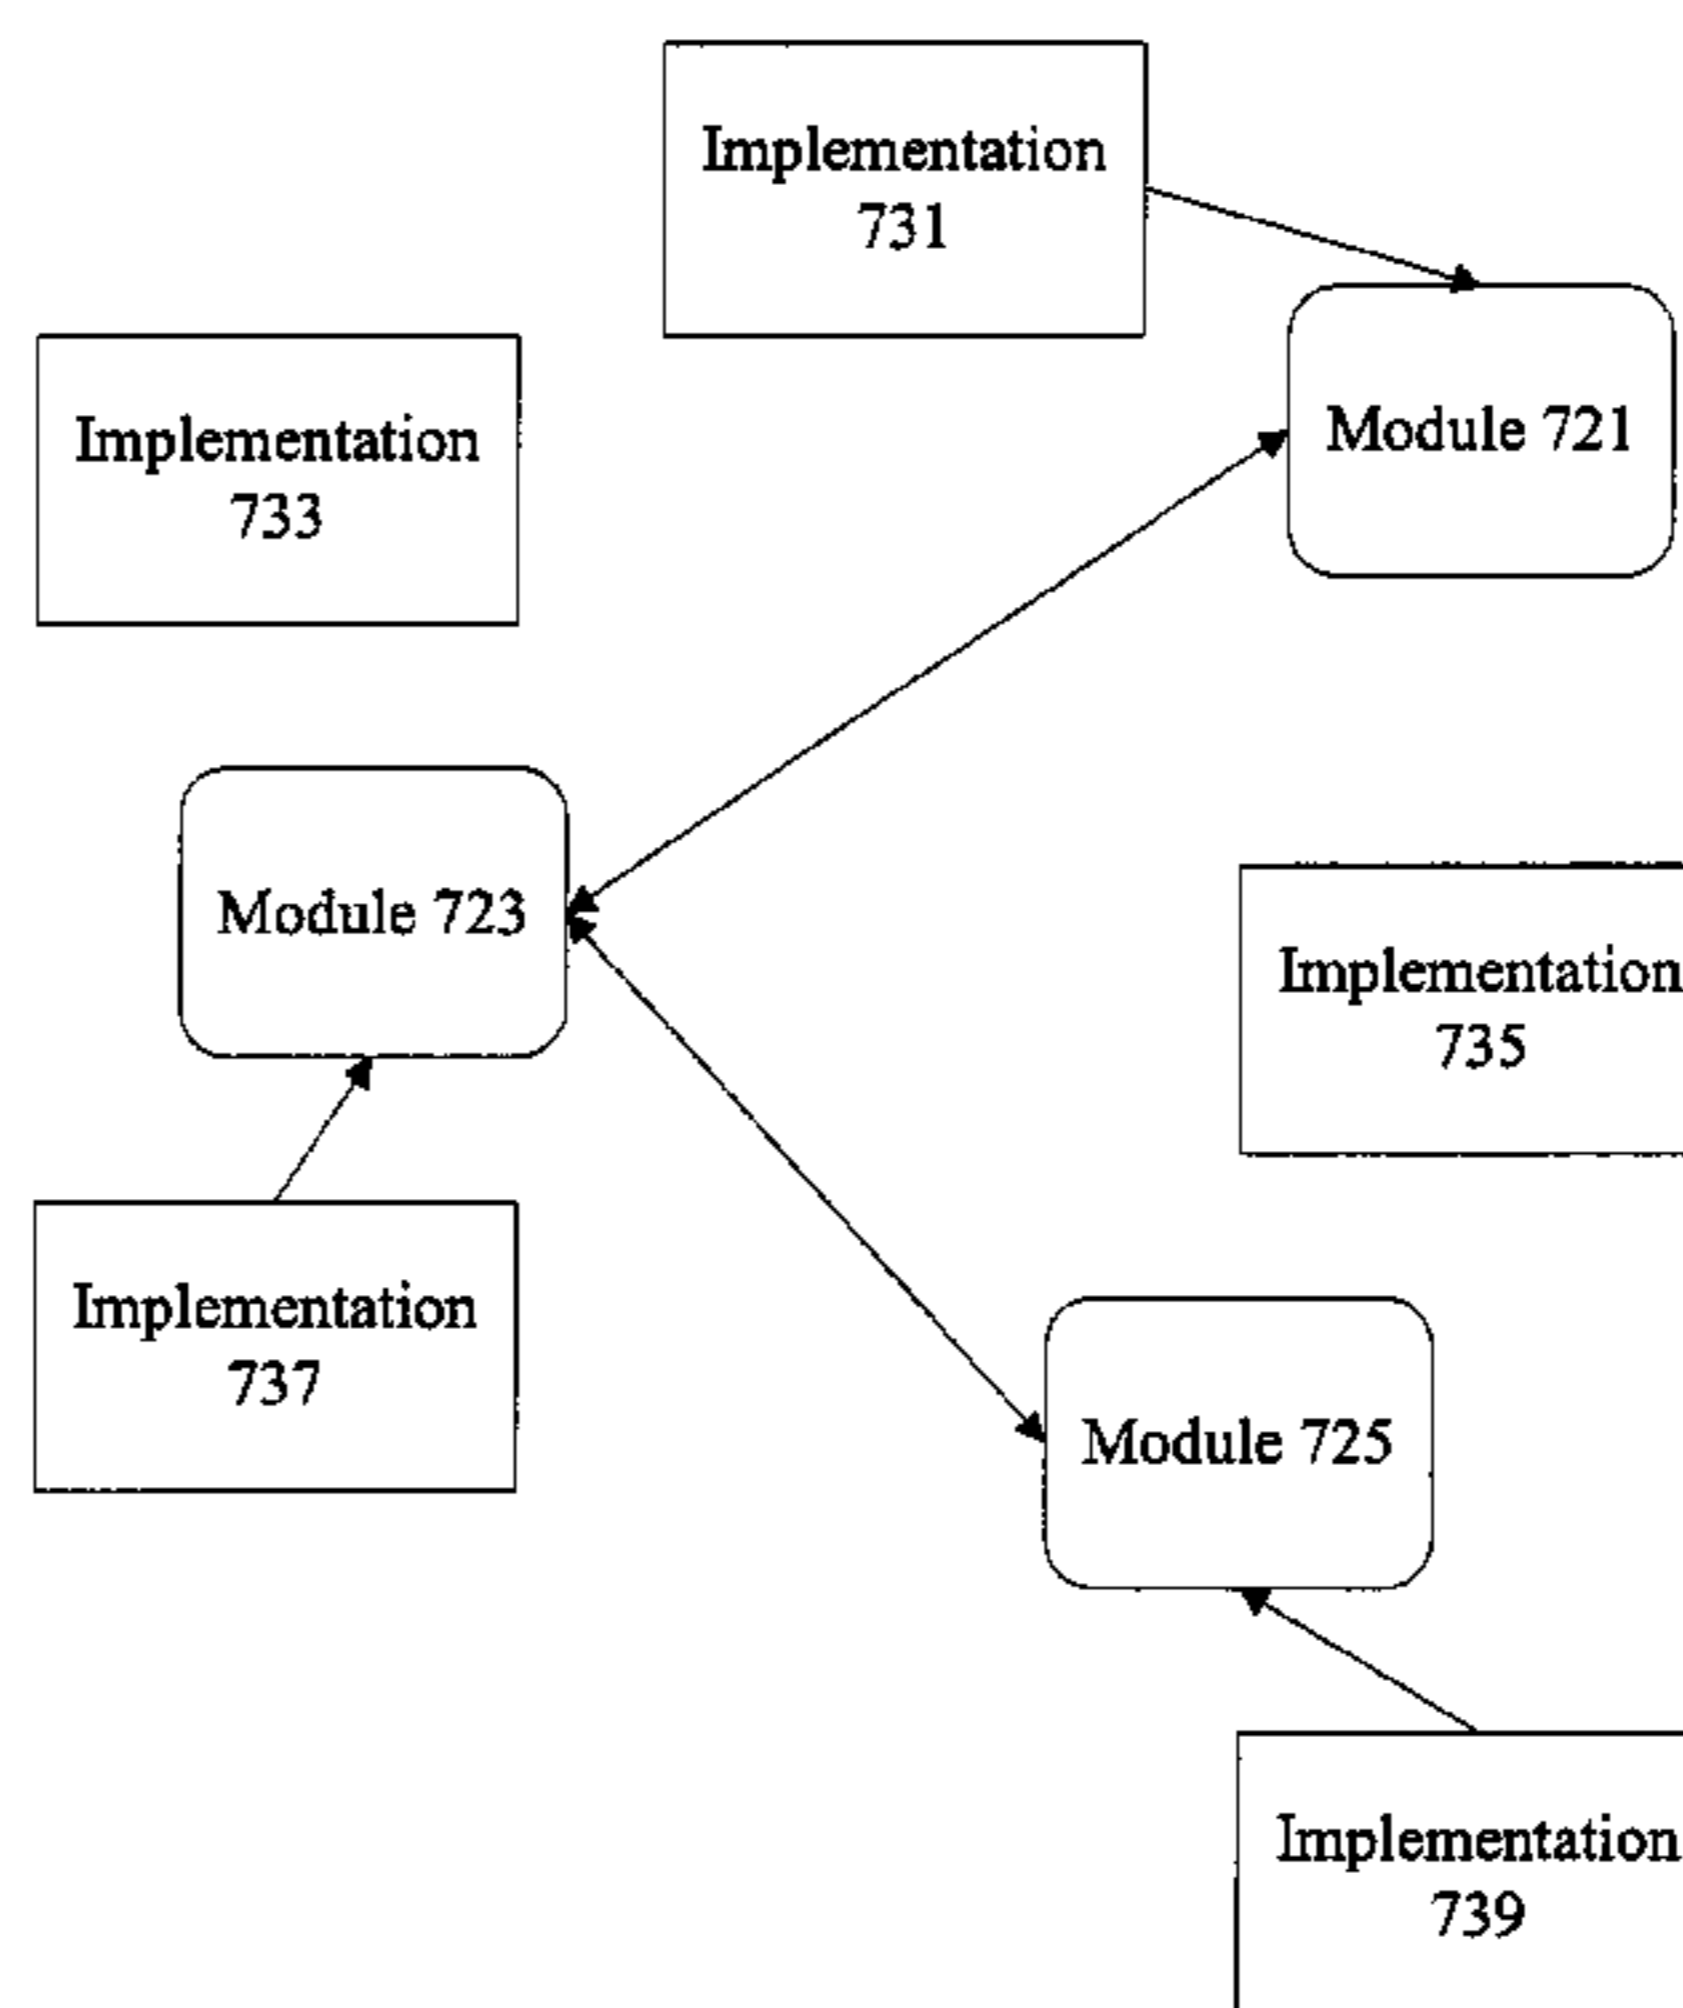 Implementation
731
Implementation
733
Module 721
Module 723
Implementation
735
Implementation
737
Module 725
Implementation
739